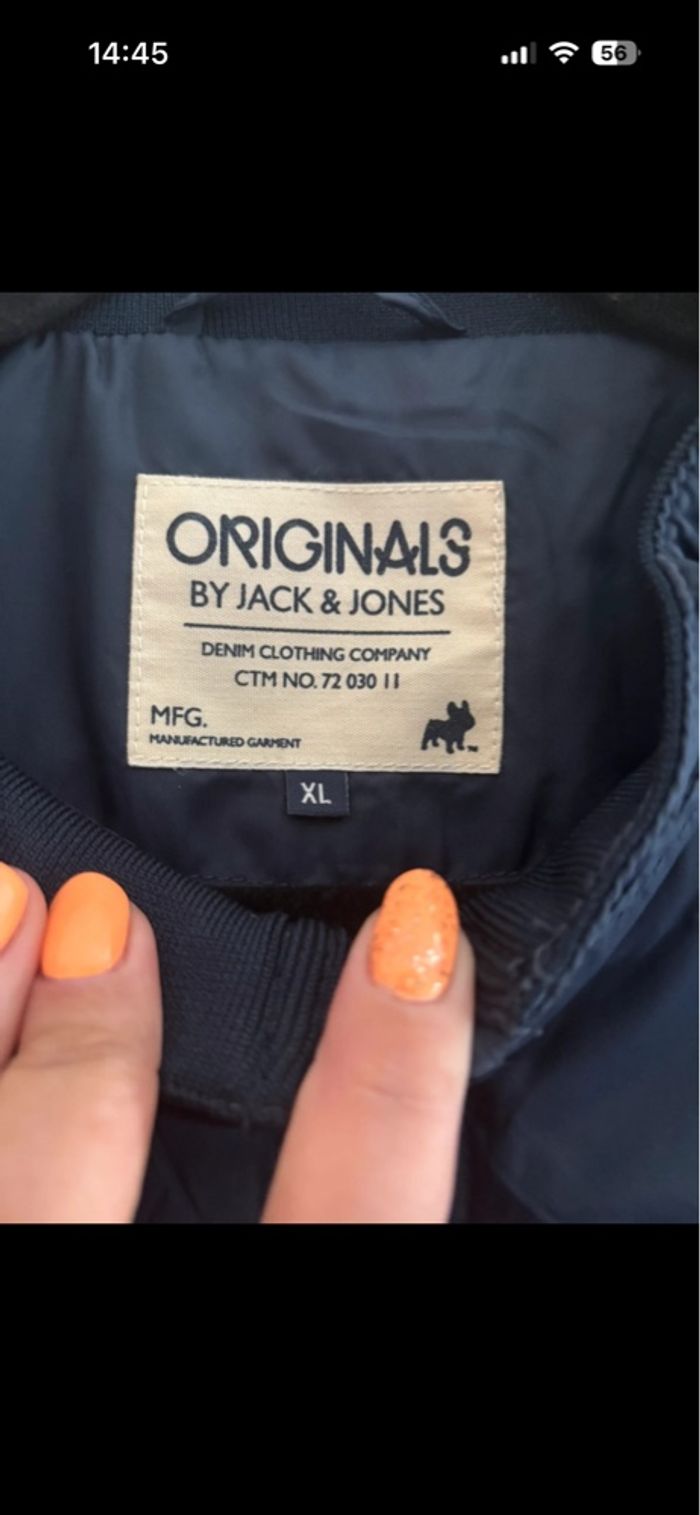 14:45
56
ORIGINALS
BY JACK & JONES
DENIM CLOTHING COMPANY
CTM NO. 72 030 11
MFG.
MANUFACTURED GARMENT
TM
XL